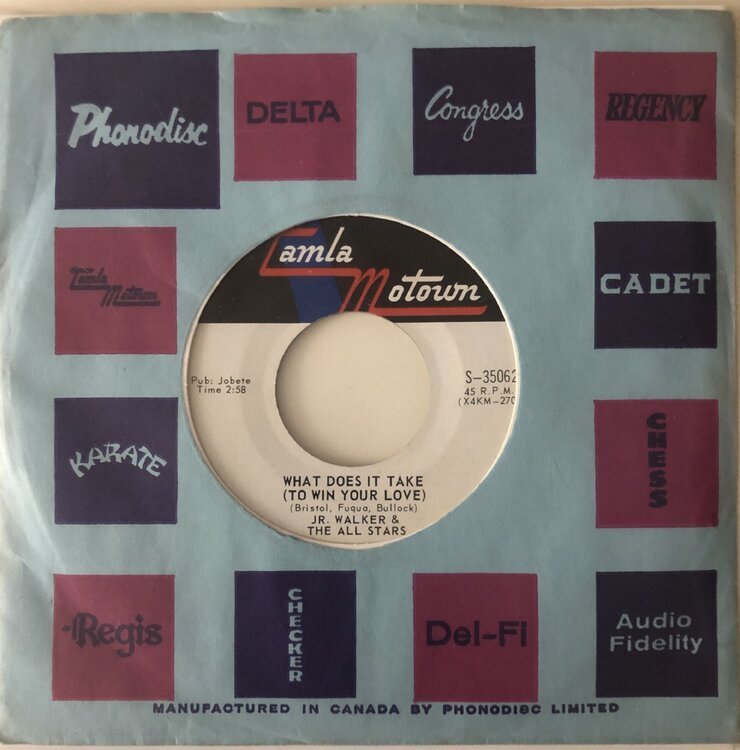 Phonodisc
DELTA
Congress
REGENCY
Tamla
Motown
CADET
Tamla
Motown
Pub: Jobete
Time 2:58
S-35062
45 R.P.M.
(X4KM-270
WHAT DOES IT TAKE
(TO WIN YOUR LOVE)
(Bristol, Fuqua, Bullock)
JR. WALKER &
THE ALL STARS
KARATE
CHESS
Regis
CHECKER
Del-Fi
Audio
Fidelity
MANUFACTURED IN CANADA BY PHONODISC LIMITED